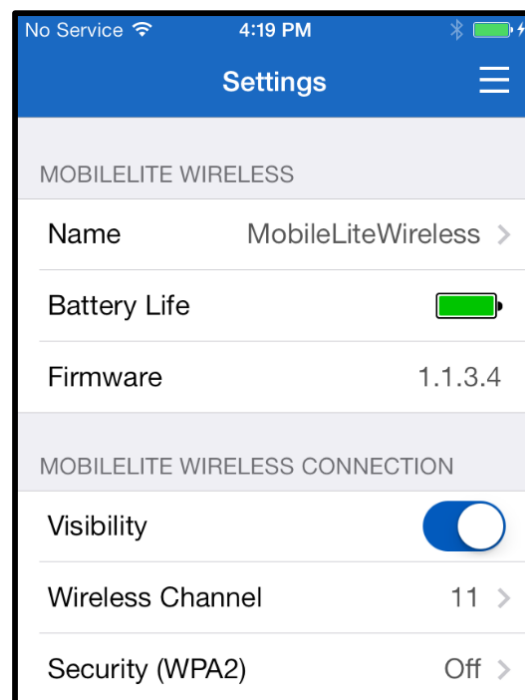 No Service 4:19 PM
Settings
MOBILELITE WIRELESS
Name MobileLiteWireless
Battery Life
Firmware 1.1.3.4
MOBILELITE WIRELESS CONNECTION
Visibility
Wireless Channel 11
Security (WPA2) Off